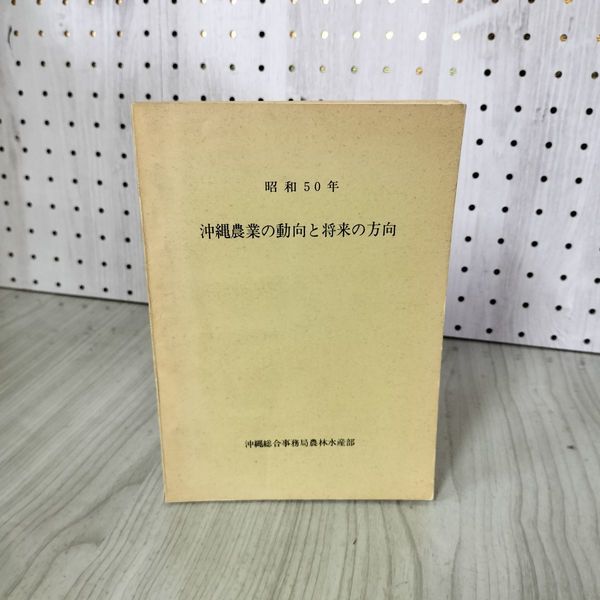 昭和50年
沖縄農業の動向と将来の方向
沖縄総合事務局農林水産部